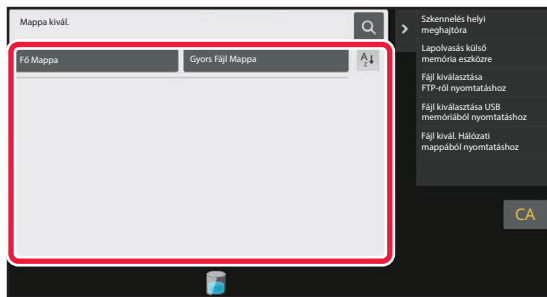 Mappa kivál.
Fő Mappa
Gyors Fájl Mappa
A
Z
Szkennelés helyi
meghajtóra
Lapolvasás külső
memória eszközre
Fájl kiválasztása
FTP-ről nyomtatáshoz
Fájl kiválasztása USB
memóriából nyomtatáshoz
Fájl kivál. Hálózati
mappából nyomtatáshoz
CA